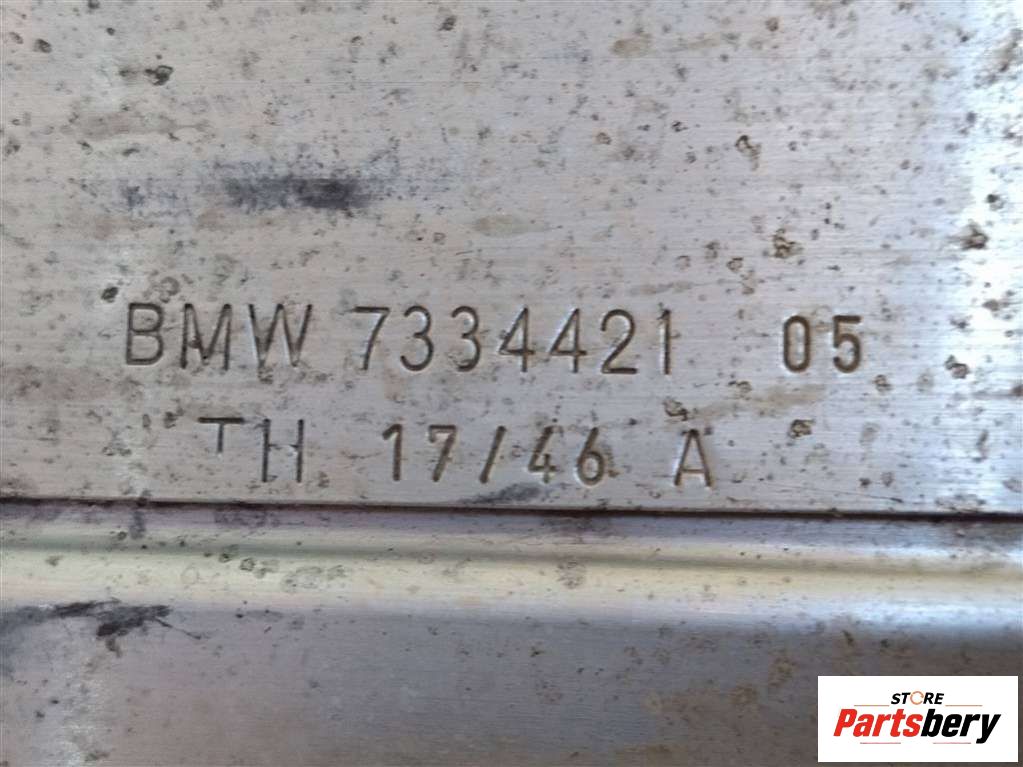 BMW 7334421 05
TH 17/46 A
STORE
Partsbery